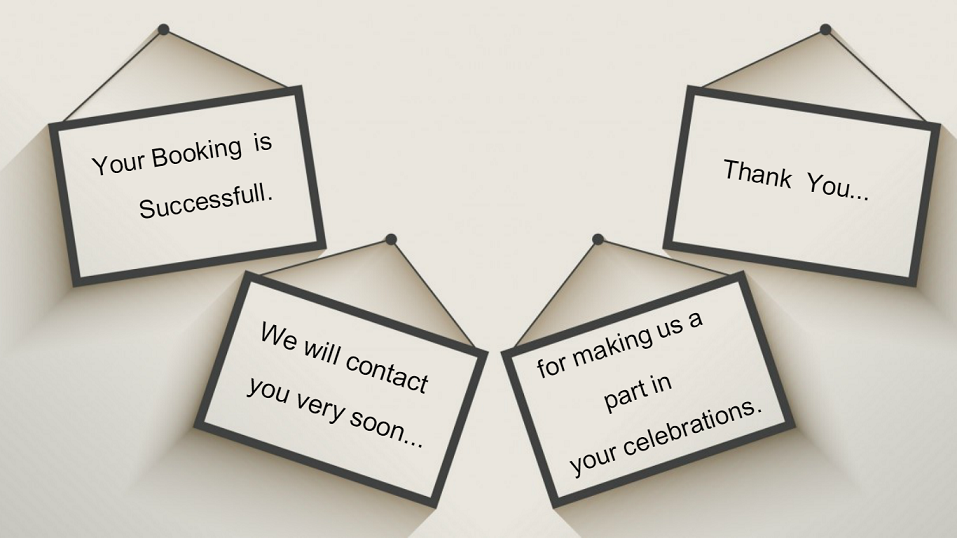 Your Booking is
Successfull.
We will contact
you very soon...
Thank You...
for making us a
part in
your celebrations.